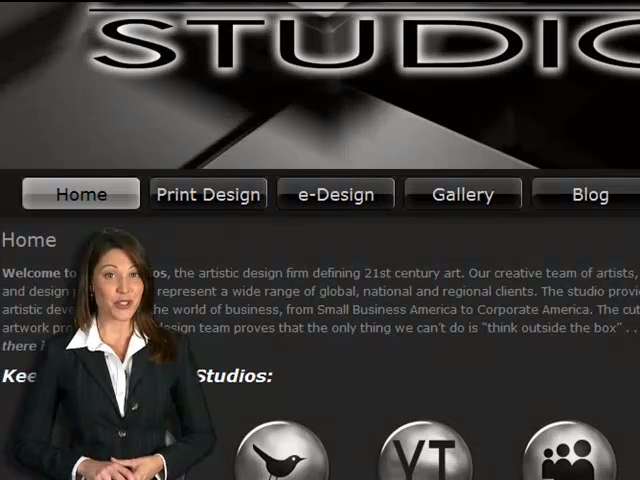 STUDIO
Home
Print Design
e-Design
Gallery
Blog
Home
Welcome to os, the artistic design firm defining 21st century art. Our creative team of artists,
and design represent a wide range of global, national and regional clients. The studio provi
artistic deve the world of business, from Small Business America to Corporate America. The cut
artwork pro design team proves that the only thing we can't do is "think outside the box" . .
there i
Kee Studios:
YT